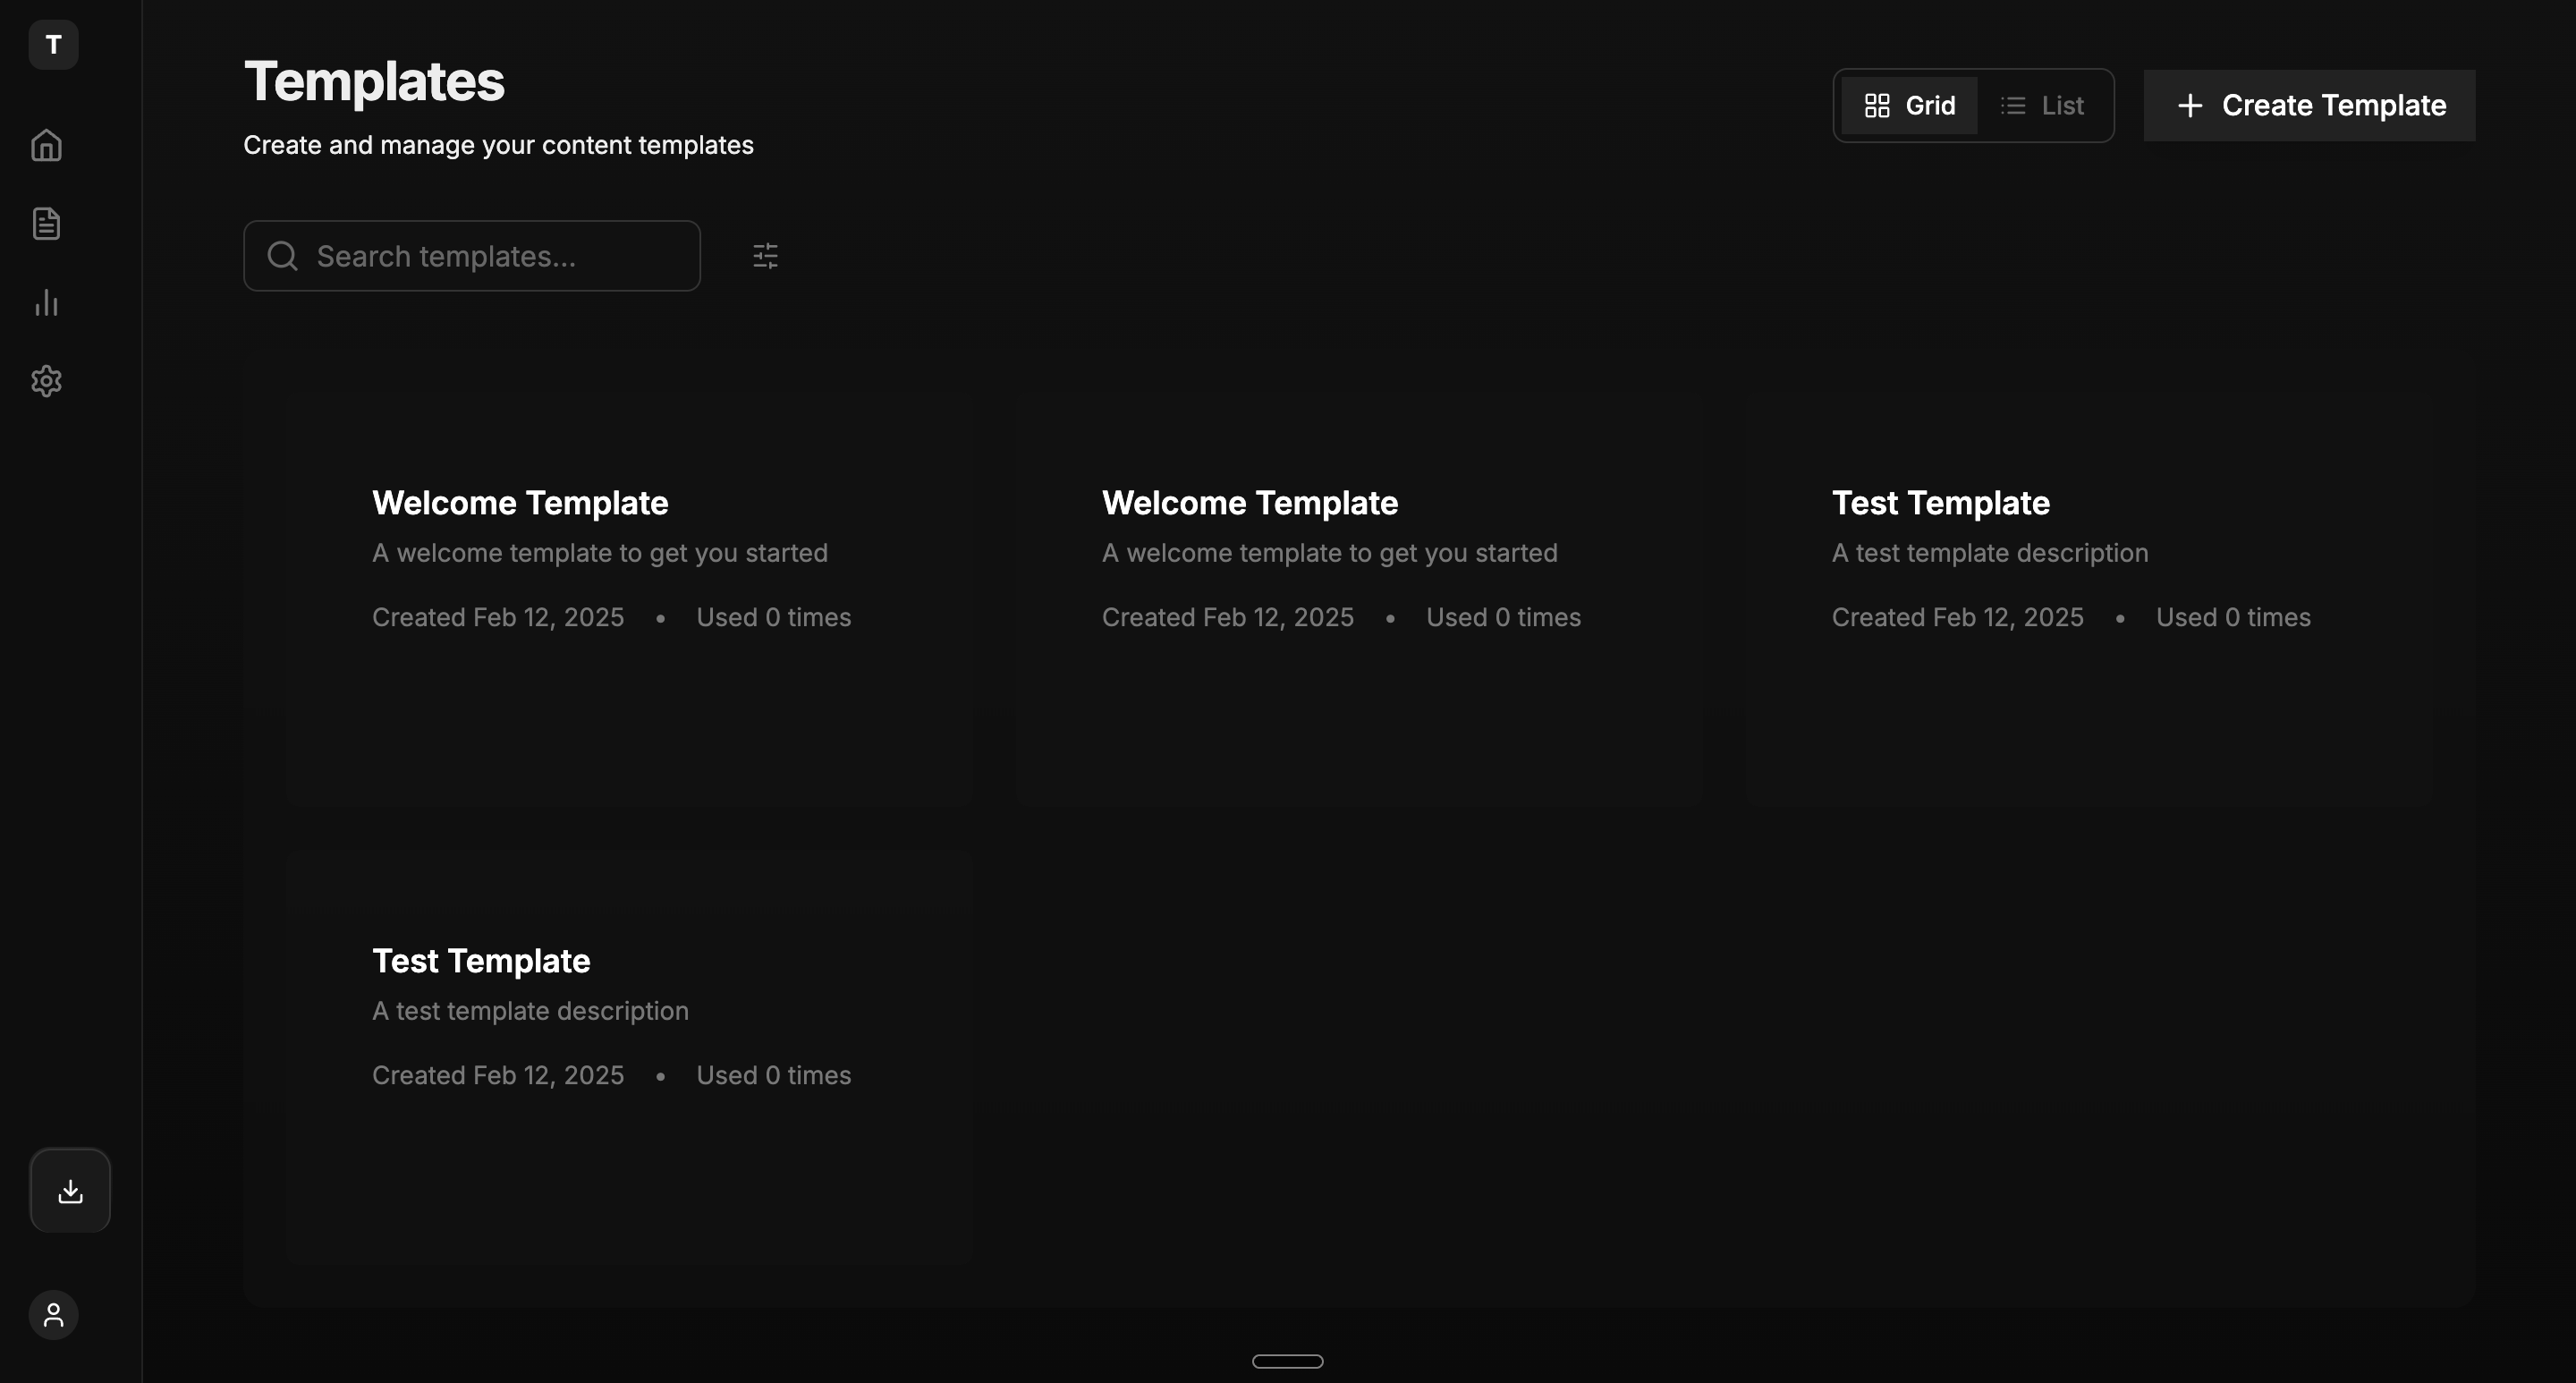 T
Templates
Create and manage your content templates
Grid
List
Create Template
Search templates...
Welcome Template
A welcome template to get you started
Created Feb 12, 2025 • Used 0 times
Welcome Template
A welcome template to get you started
Created Feb 12, 2025 • Used 0 times
Test Template
A test template description
Created Feb 12, 2025 • Used 0 times
Test Template
A test template description
Created Feb 12, 2025 • Used 0 times